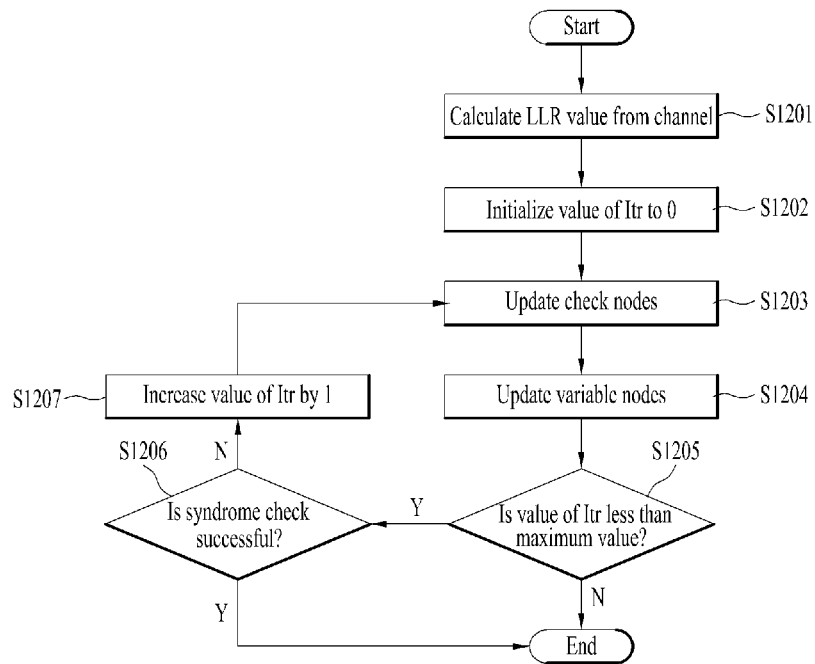 Start
Calculate LLR value from channel
S1201
Initialize value of Itr to 0
S1202
Update check nodes
S1203
S1207
Increase value of Itr by 1
Update variable nodes
S1204
S1206
N
S1205
Is syndrome check
successful?
Y
Is value of Itr less than
maximum value?
Y
N
End